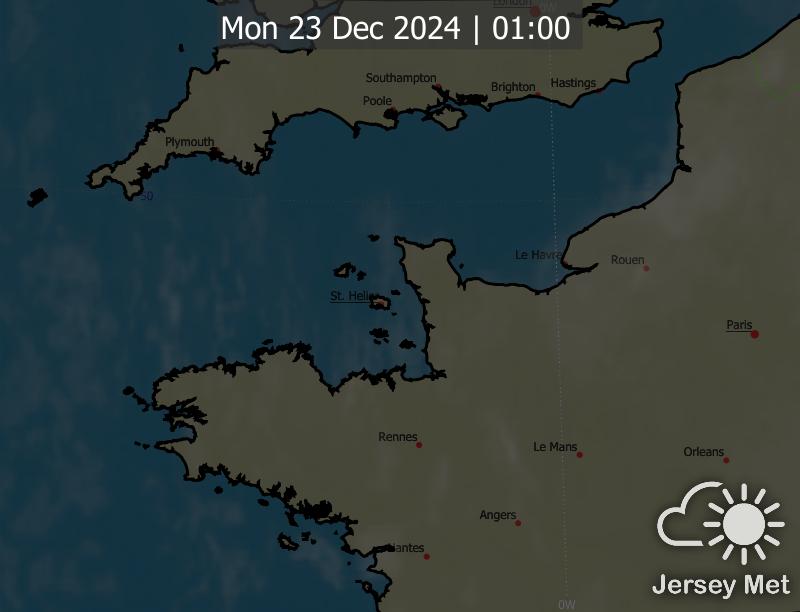 London
0W
Mon 23 Dec 2024 | 01:00
Southampton
Brighton
Hastings
Poole
Plymouth
50
Le Havre
Rouen
St. Helier
Paris
Rennes
Le Mans
Orleans
Angers
Nantes
Jersey Met
0W